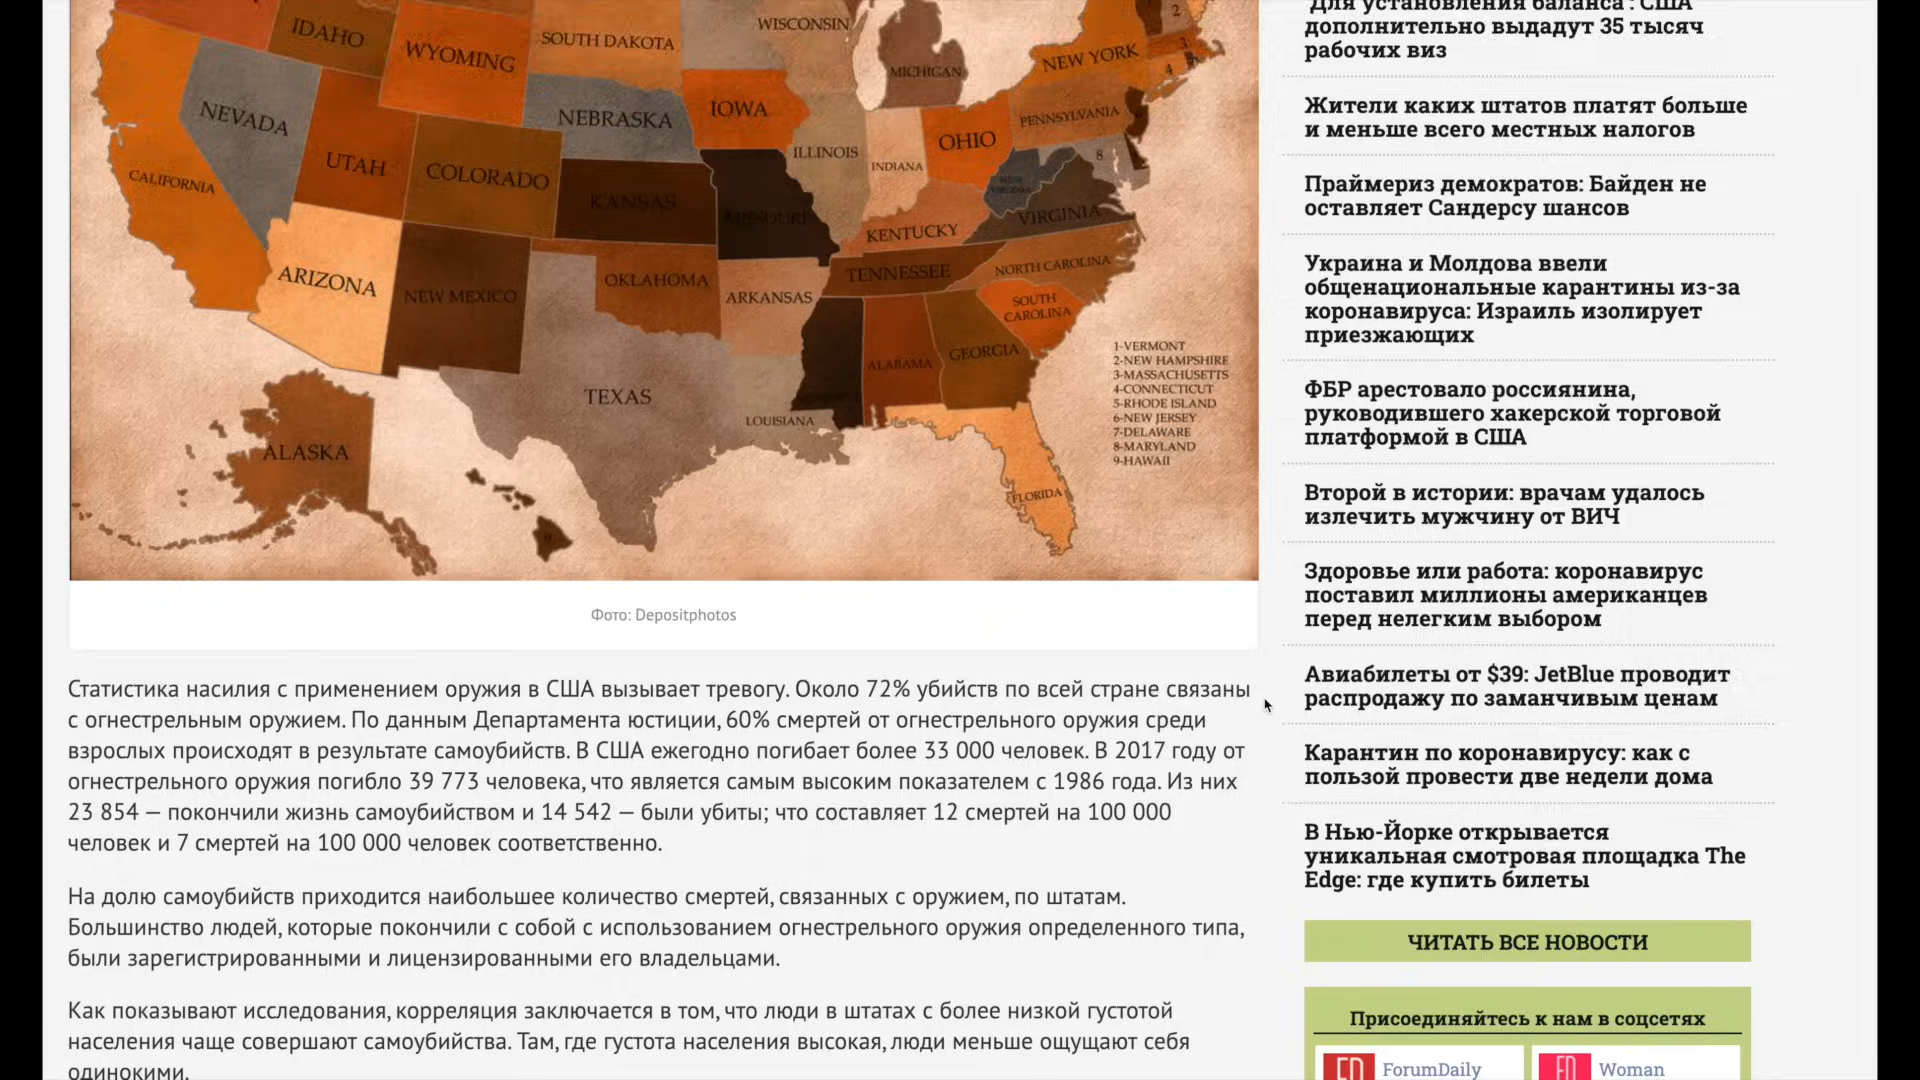 IDAHO
WYOMING
SOUTH DAKOTA
WISCONSIN
MICHIGAN
NEW YORK
2
3
4
NEVADA
NEBRASKA
IOWA
PENNSYLVANIA
OHIO
ILLINOIS
INDIANA
8
UTAH
COLORADO
CALIFORNIA
KANSAS
MISSOURI
WEST
VIRGINIA
VIRGINIA
KENTUCKY
ARIZONA
NEW MEXICO
OKLAHOMA
ARKANSAS
TENNESSEE
NORTH CAROLINA
SOUTH
CAROLINA
ALABAMA
GEORGIA
TEXAS
LOUISIANA
ALASKA
FLORIDA
1-VERMONT
2-NEW HAMPSHIRE
3-MASSACHUSETTS
4-CONNECTICUT
5-RHODE ISLAND
6-NEW JERSEY
7-DELAWARE
8-MARYLAND
9-HAWAII
Фото: Depositphotos
Статистика насилия с применением оружия в США вызывает тревогу. Около 72% убийств по всей стране связаны
с огнестрельным оружием. По данным Департамента юстиции, 60% смертей от огнестрельного оружия среди
взрослых происходят в результате самоубийств. В США ежегодно погибает более 33 000 человек. В 2017 году от
огнестрельного оружия погибло 39 773 человека, что является самым высоким показателем с 1986 года. Из них
23 854 — покончили жизнь самоубийством и 14 542 — были убиты; что составляет 12 смертей на 100 000
человек и 7 смертей на 100 000 человек соответственно.
На долю самоубийств приходится наибольшее количество смертей, связанных с оружием, по штатам.
Большинство людей, которые покончили с собой с использованием огнестрельного оружия определенного типа,
были зарегистрированными и лицензированными его владельцами.
Как показывают исследования, корреляция заключается в том, что люди в штатах с более низкой густотой
населения чаще совершают самоубийства. Там, где густота населения высокая, люди меньше ощущают себя
одинокими.
'Для установления баланса': США
дополнительно выдадут 35 тысяч
рабочих виз
Жители каких штатов платят больше
и меньше всего местных налогов
Праймериз демократов: Байден не
оставляет Сандерсу шансов
Украина и Молдова ввели
общенациональные карантины из-за
коронавируса: Израиль изолирует
приезжающих
ФБР арестовало россиянина,
руководившего хакерской торговой
платформой в США
Второй в истории: врачам удалось
излечить мужчину от ВИЧ
Здоровье или работа: коронавирус
поставил миллионы американцев
перед нелегким выбором
Авиабилеты от $39: JetBlue проводит
распродажу по заманчивым ценам
Карантин по коронавирусу: как с
пользой провести две недели дома
В Нью-Йорке открывается
уникальная смотровая площадка The
Edge: где купить билеты
ЧИТАТЬ ВСЕ НОВОСТИ
Присоединяйтесь к нам в соцсетях
ForumDaily
Woman